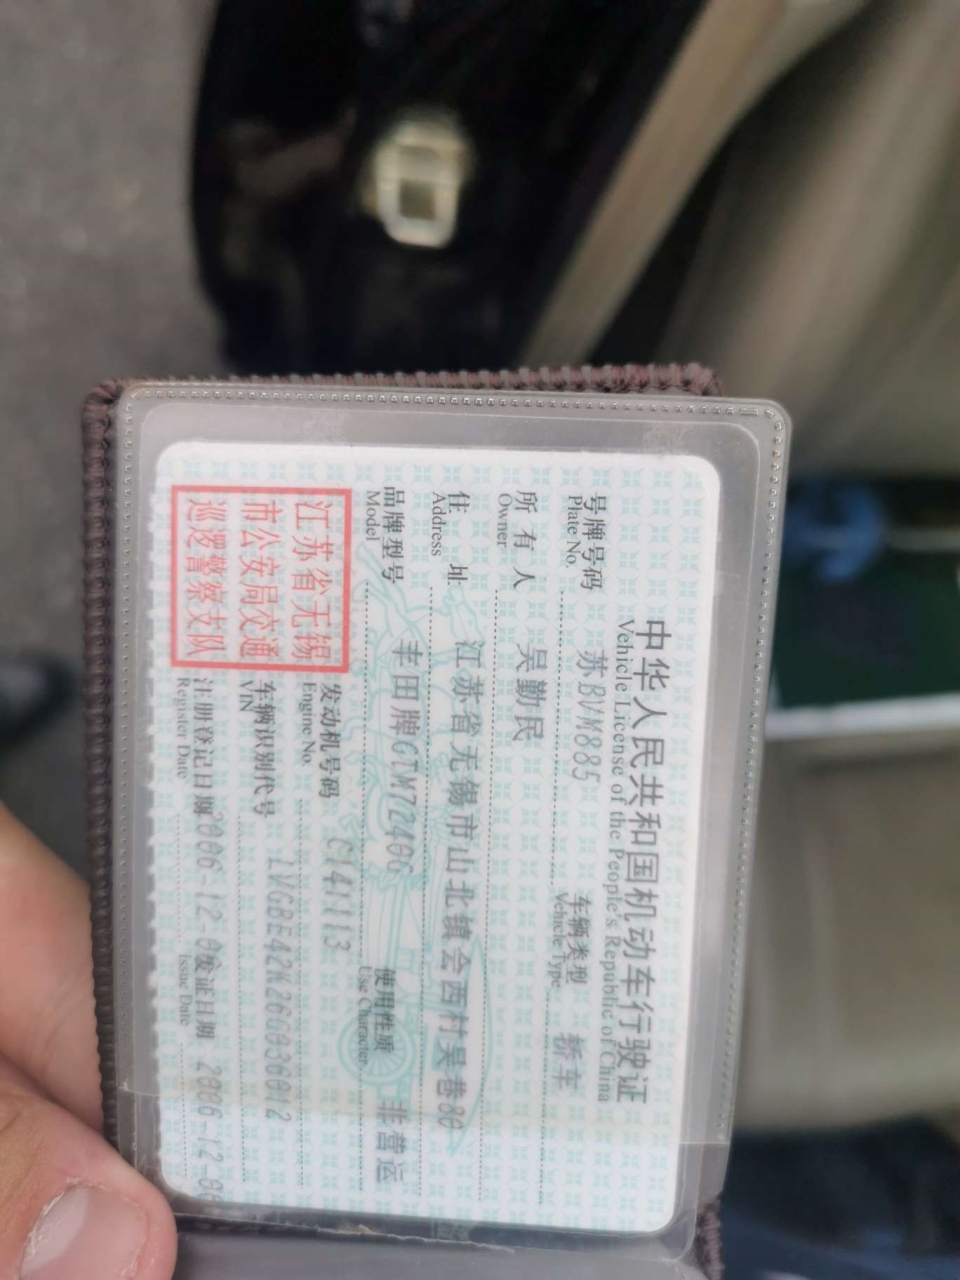 中华人民共和国机动车行驶证
Vehicle License of the People's Republic of China
号牌号码 苏BVM885 车辆类型 轿车
Plate No. Vehicle Type
所有人 吴勤民
Owner
住址 江苏省无锡市山北镇会西村吴巷80
Address
品牌型号 丰田牌GTM7240G 使用性质 非营运
Model Use Character
江苏省无锡
市公安局交通
巡逻警察支队
发动机号码 C141113
Engine No.
车辆识别代号 LVGBE42K26G036012
VIN
注册登记日期 2006-12-06 发证日期 2006-12-06
Register Date Issue Date